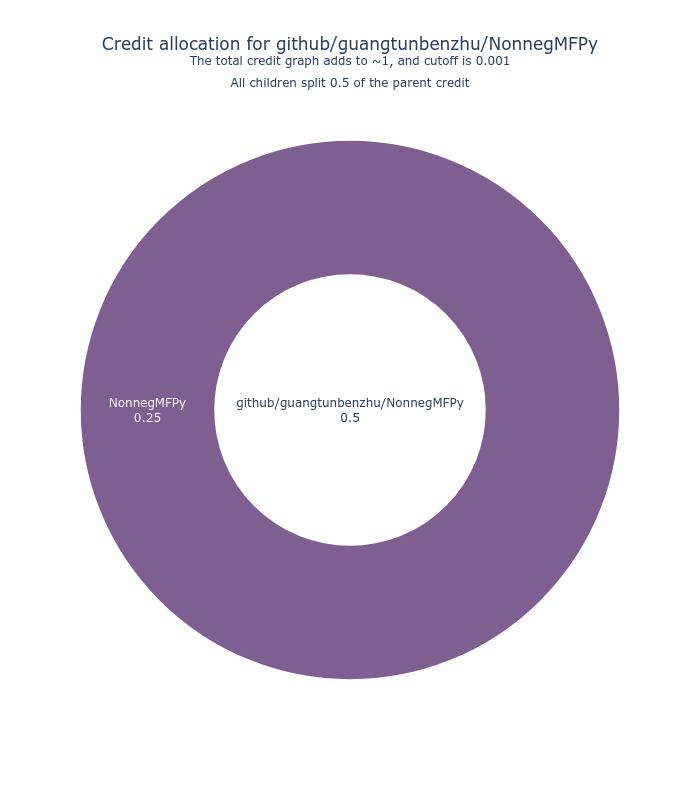 Credit allocation for github/guangtunbenzhu/NonnegMFPy
The total credit graph adds to ~1, and cutoff is 0.001
All children split 0.5 of the parent credit
NonnegMFPy
0.25
github/guangtunbenzhu/NonnegMFPy
0.5